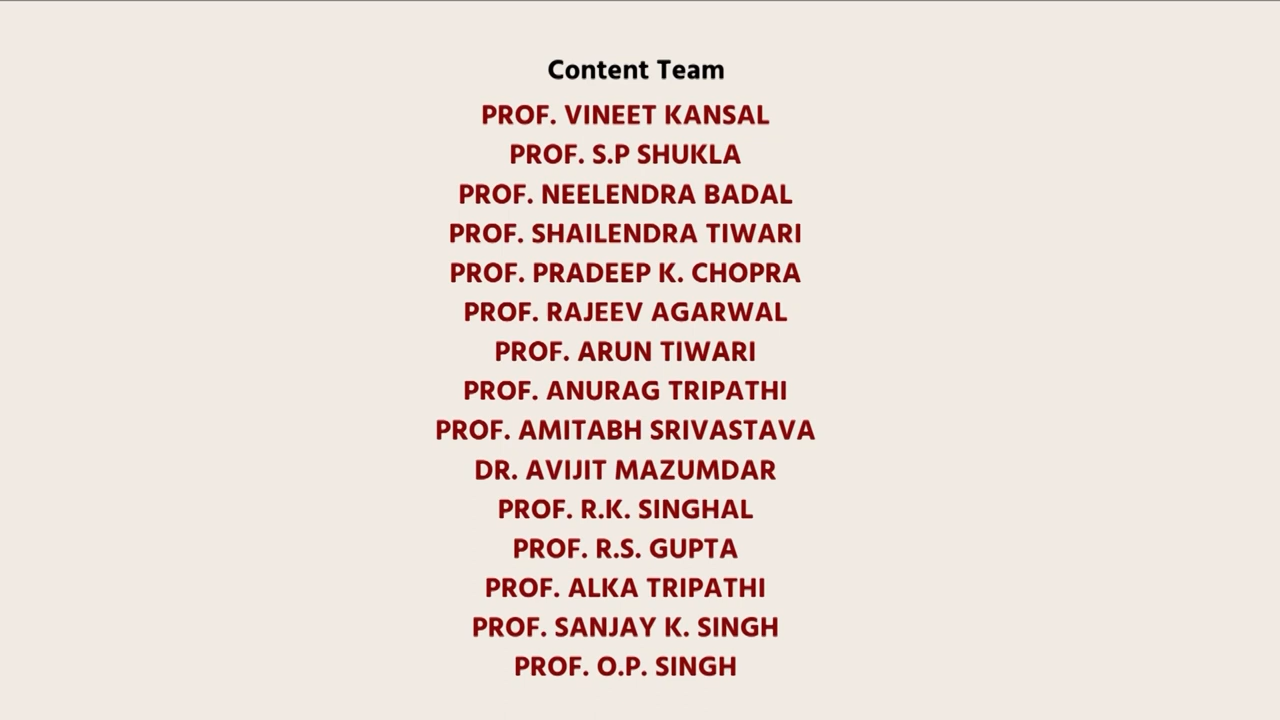 Content Team
PROF. VINEET KANSAL
PROF. S.P SHUKLA
PROF. NEELENDRA BADAL
PROF. SHAILENDRA TIWARI
PROF. PRADEEP K. CHOPRA
PROF. RAJEEV AGARWAL
PROF. ARUN TIWARI
PROF. ANURAG TRIPATHI
PROF. AMITABH SRIVASTAVA
DR. AVIJIT MAZUMDAR
PROF. R.K. SINGHAL
PROF. R.S. GUPTA
PROF. ALKA TRIPATHI
PROF. SANJAY K. SINGH
PROF. O.P. SINGH